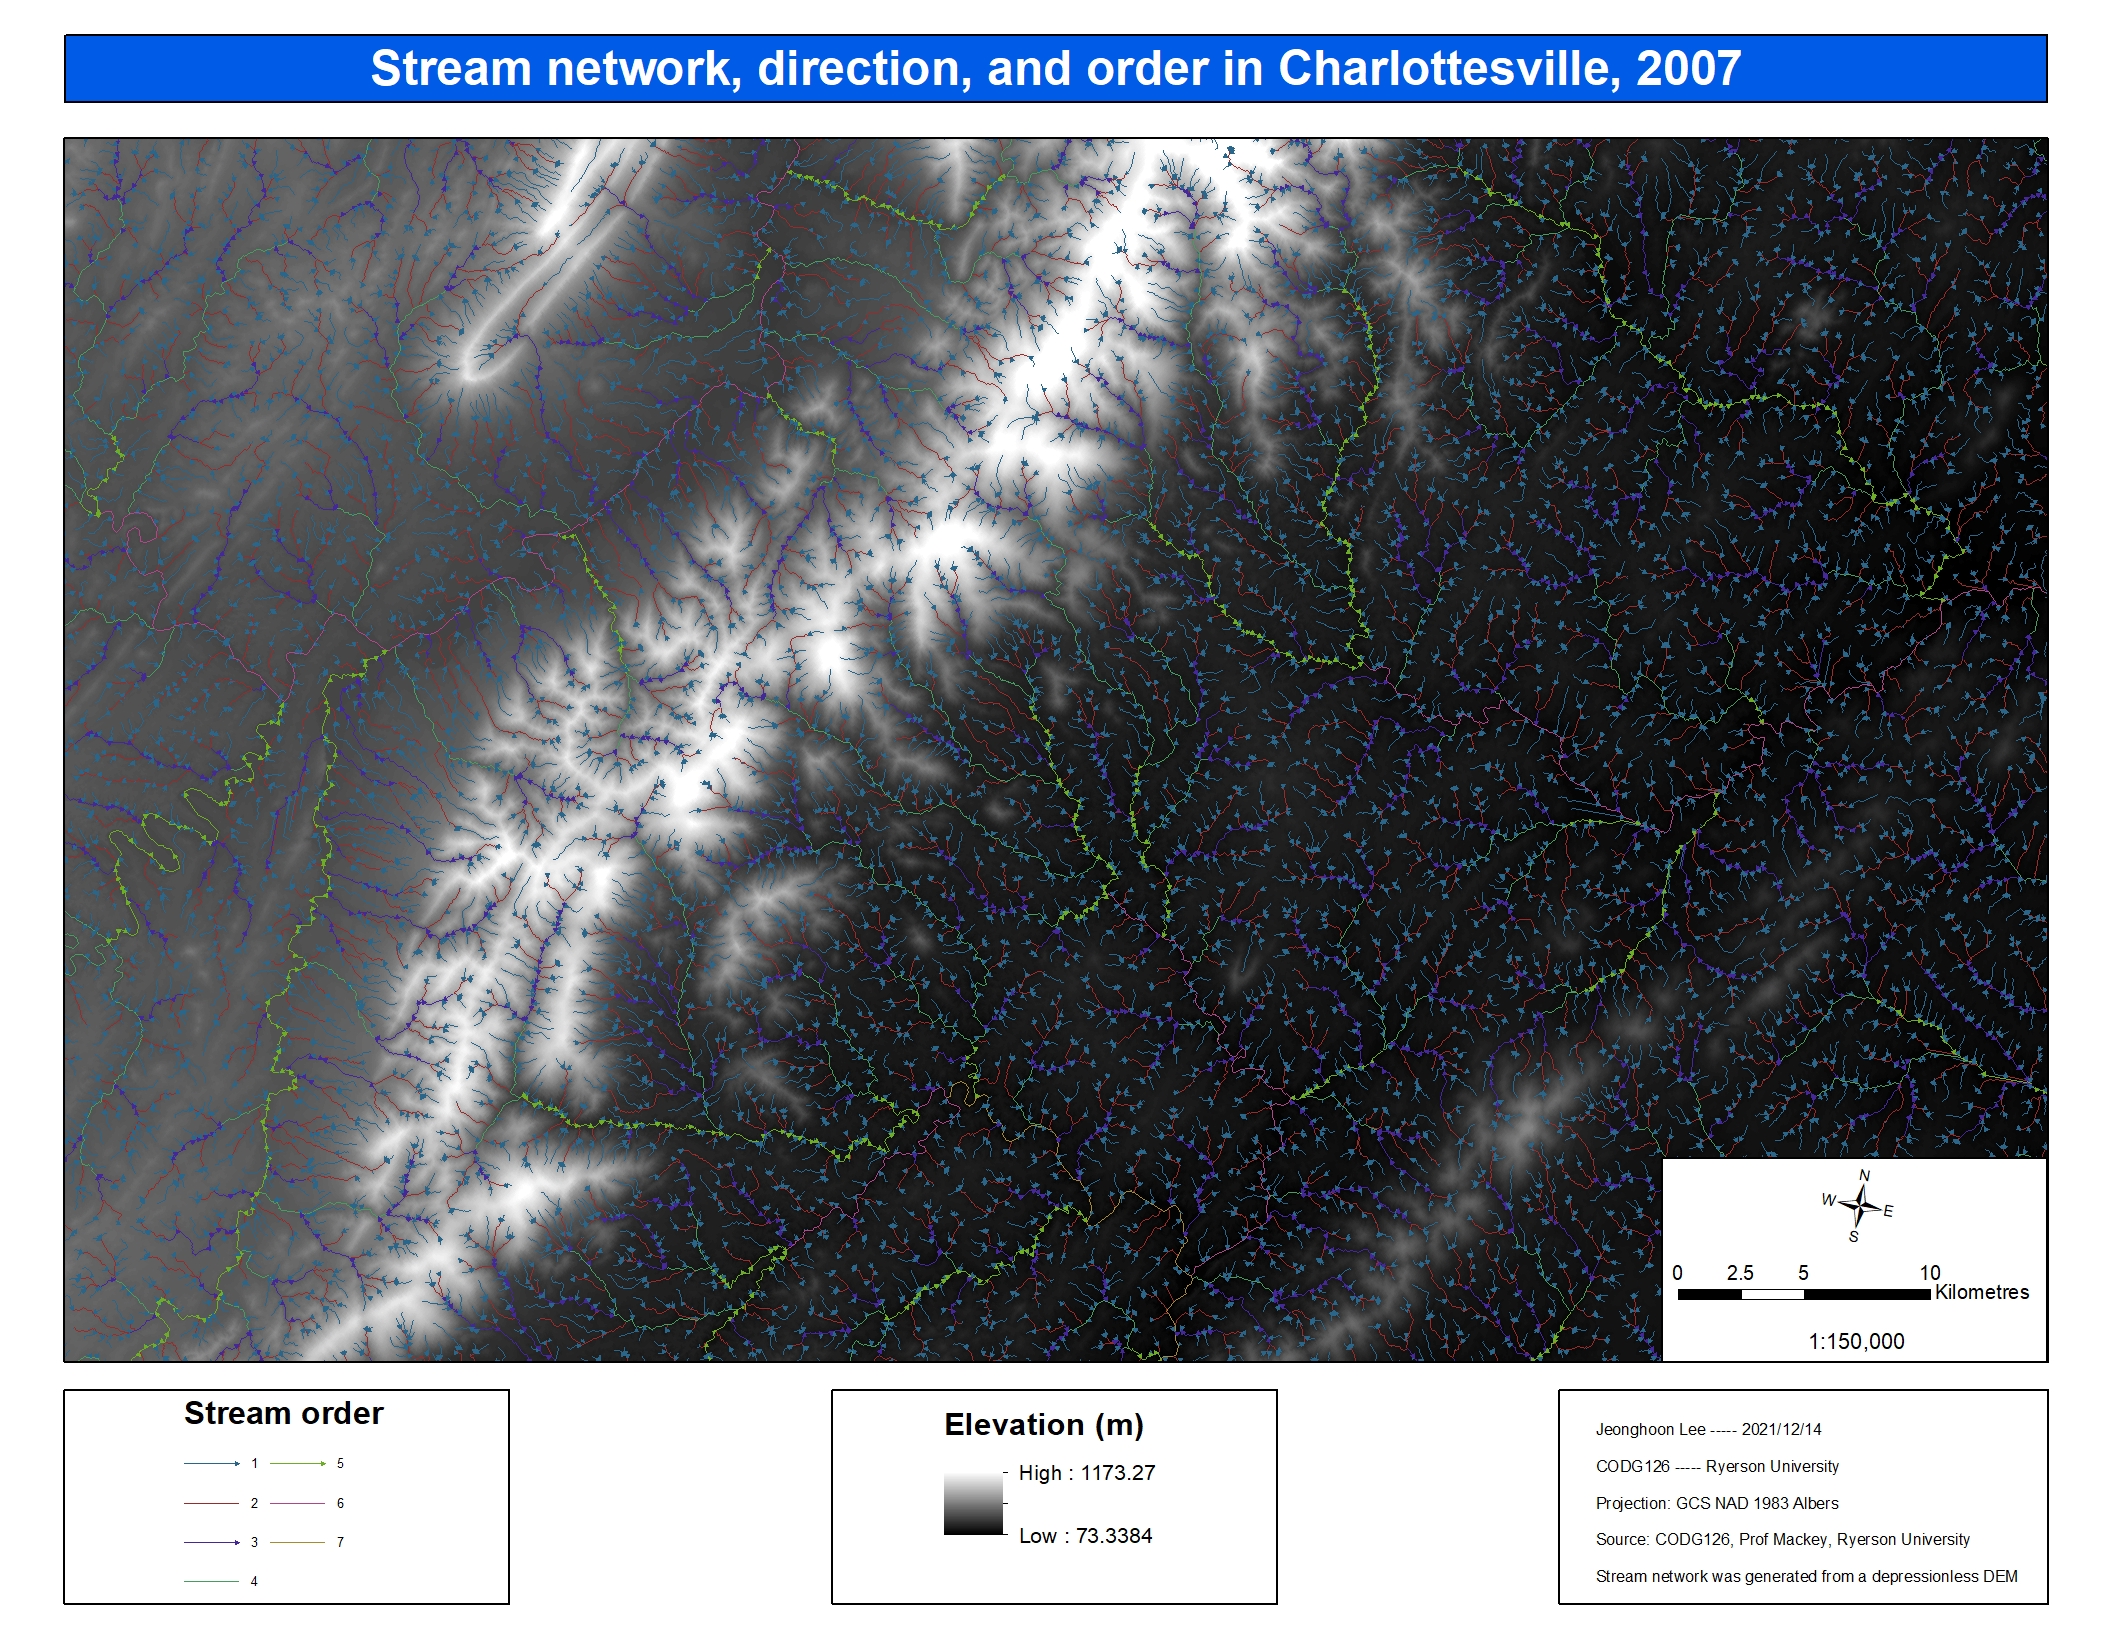 Stream network, direction, and order in Charlottesville, 2007
N
W E
S
0 2.5 5 10
Kilometres
1:150,000
Stream order
1 5
2 6
3 7
4
Elevation (m)
High : 1173.27
Low : 73.3384
Jeonghoon Lee ----- 2021/12/14
CODG126 ----- Ryerson University
Projection: GCS NAD 1983 Albers
Source: CODG126, Prof Mackey, Ryerson University
Stream network was generated from a depressionless DEM